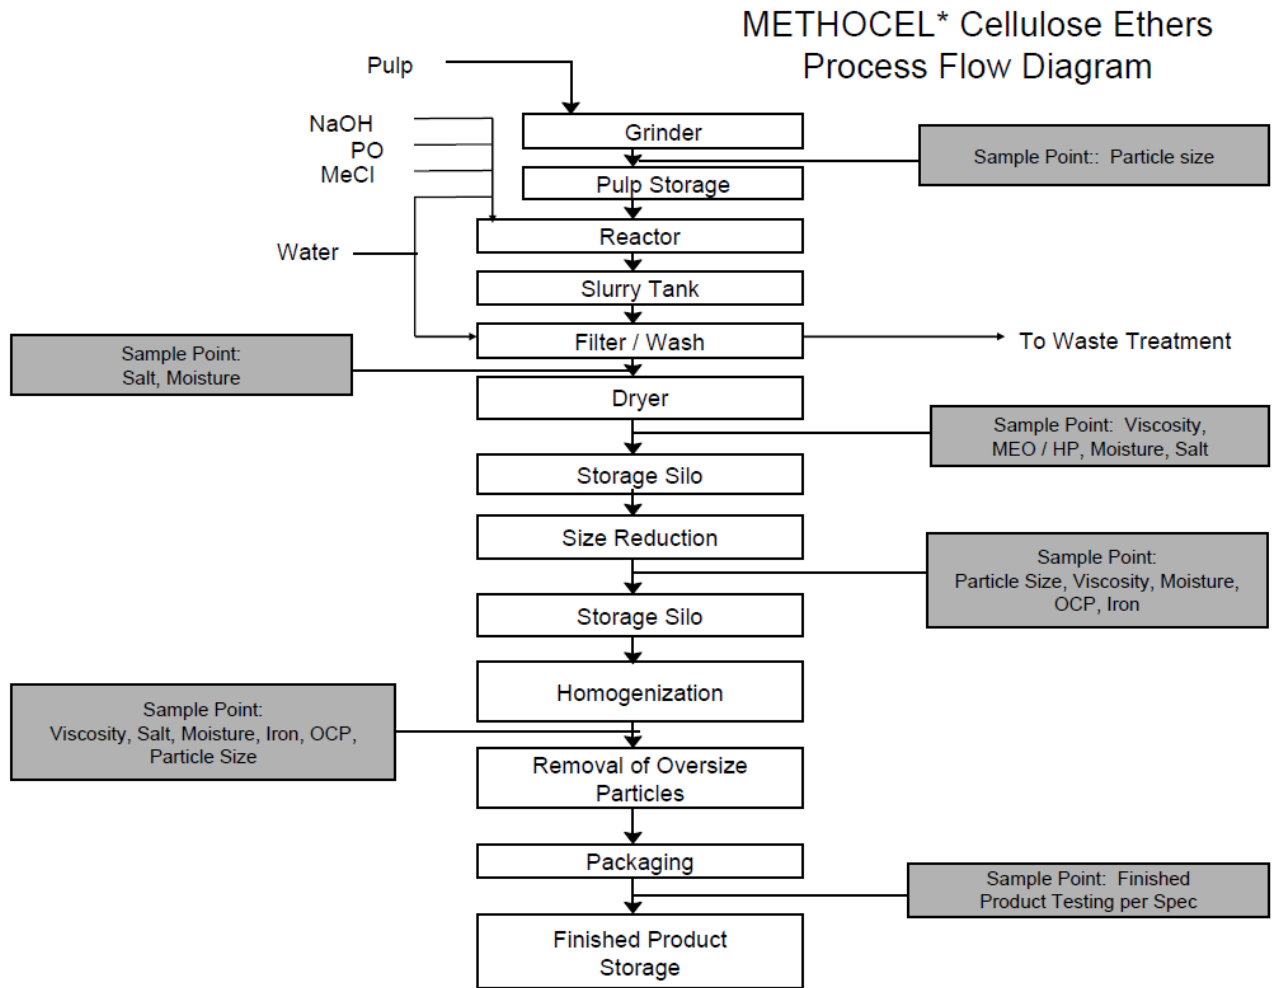 METHOCEL* Cellulose Ethers
Process Flow Diagram
Pulp
NaOH
PO
MeCl
Grinder
Sample Point:: Particle size
Pulp Storage
Reactor
Water
Slurry Tank
Filter / Wash
To Waste Treatment
Sample Point:
Salt, Moisture
Dryer
Sample Point: Viscosity,
MEO / HP, Moisture, Salt
Storage Silo
Size Reduction
Sample Point:
Particle Size, Viscosity, Moisture,
OCP, Iron
Storage Silo
Homogenization
Sample Point:
Viscosity, Salt, Moisture, Iron, OCP,
Particle Size
Removal of Oversize
Particles
Packaging
Sample Point: Finished
Product Testing per Spec
Finished Product
Storage